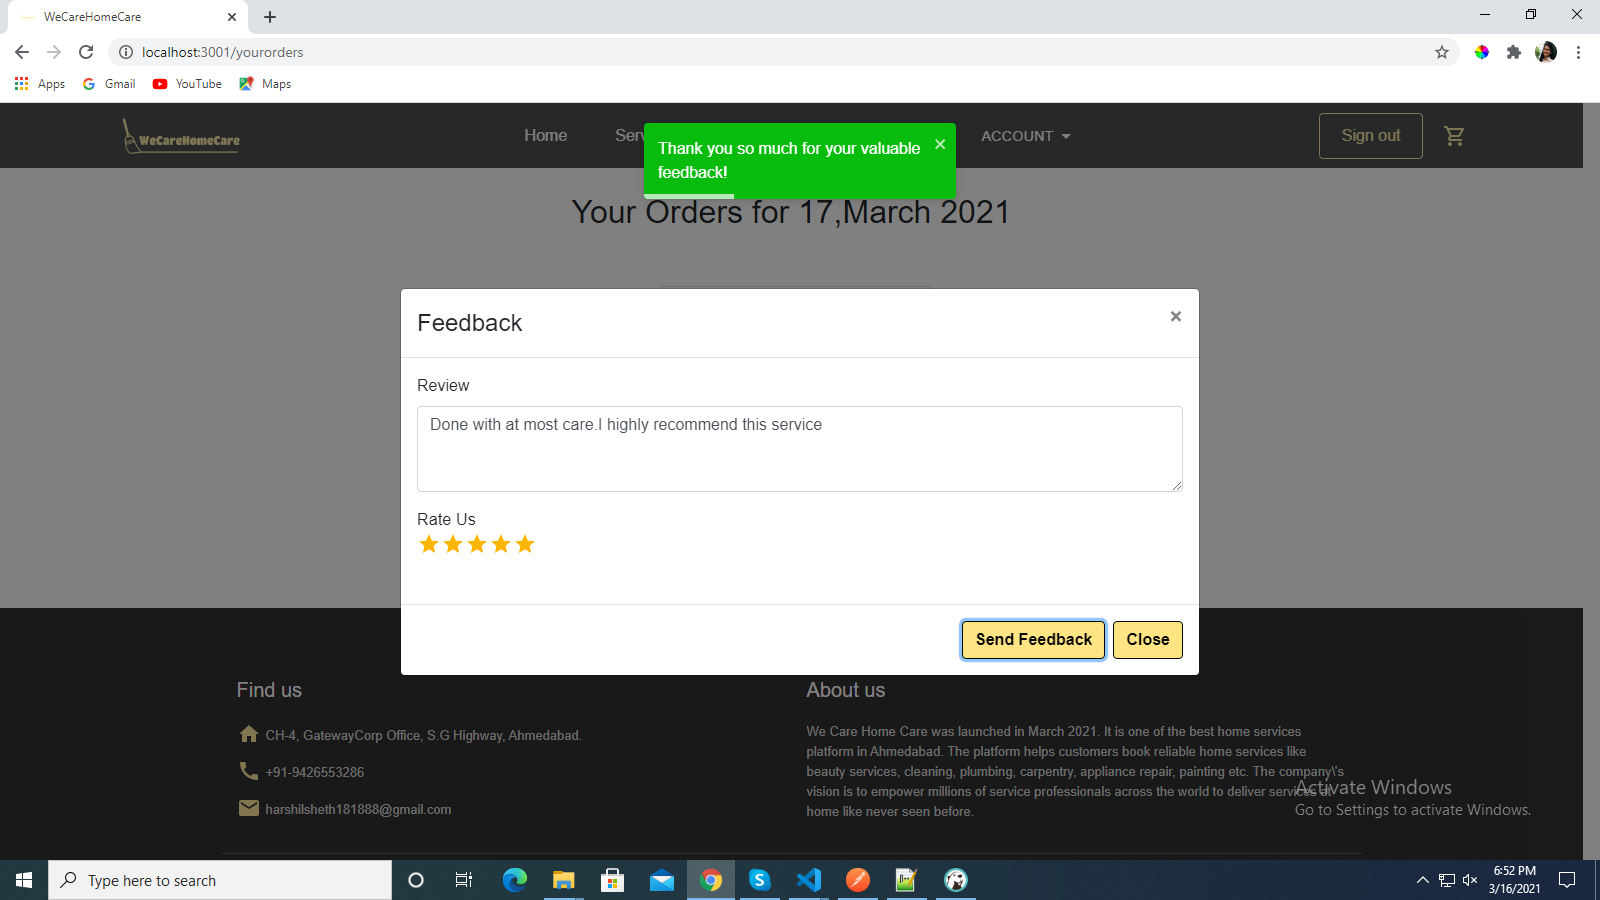 WeCareHomeCare
localhost:3001/yourorders
Apps
Gmail
YouTube
Maps
WeCareHomeCare
Home
Serv
ACCOUNT
Sign out
Thank you so much for your valuable
feedback!
Your Orders for 17,March 2021
Feedback
Review
Done with at most care.I highly recommend this service
Rate Us
Send Feedback
Close
Find us
CH-4, GatewayCorp Office, S.G Highway, Ahmedabad.
+91-9426553286
harshilsheth181888@gmail.com
About us
We Care Home Care was launched in March 2021. It is one of the best home services
platform in Ahmedabad. The platform helps customers book reliable home services like
beauty services, cleaning, plumbing, carpentry, appliance repair, painting etc. The company\'s
vision is to empower millions of service professionals across the world to deliver services at
home like never seen before.
Activate Windows
Go to Settings to activate Windows.
Type here to search
6:52 PM
3/16/2021